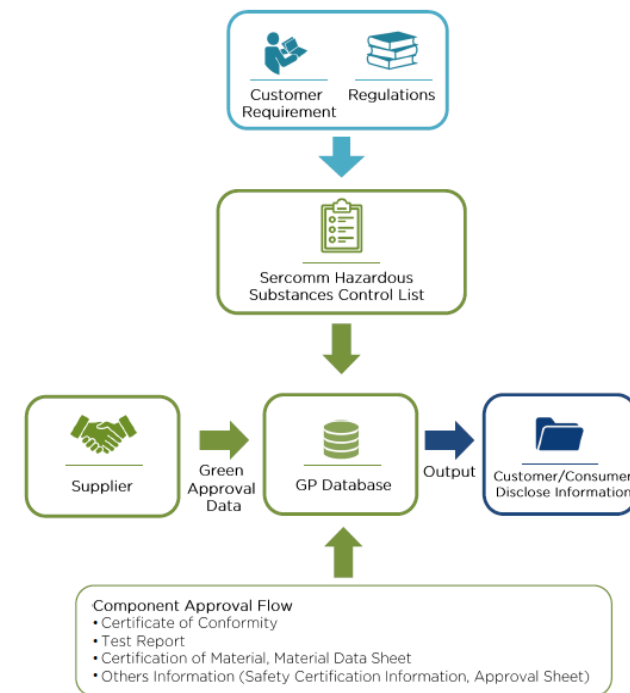 Customer
Requirement
Regulations
Sercomm Hazardous
Substances Control List
Supplier
Green
Approval
Data
GP Database
Output
Customer/Consumer
Disclose Information
Component Approval Flow
• Certificate of Conformity
• Test Report
• Certification of Material, Material Data Sheet
• Others Information (Safety Certification Information, Approval Sheet)